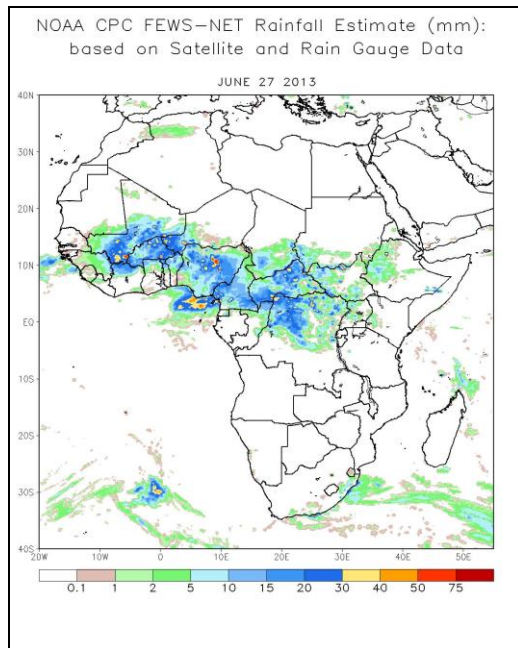 NOAA CPC FEWS-NET Rainfall Estimate (mm):
based on Satellite and Rain Gauge Data
JUNE 27 2013
40N
30N
20N
10N
EQ
10S
20S
30S
40S
20W 10W 0 10E 20E 30E 40E 50E
0.1 1 2 5 10 15 20 30 40 50 75